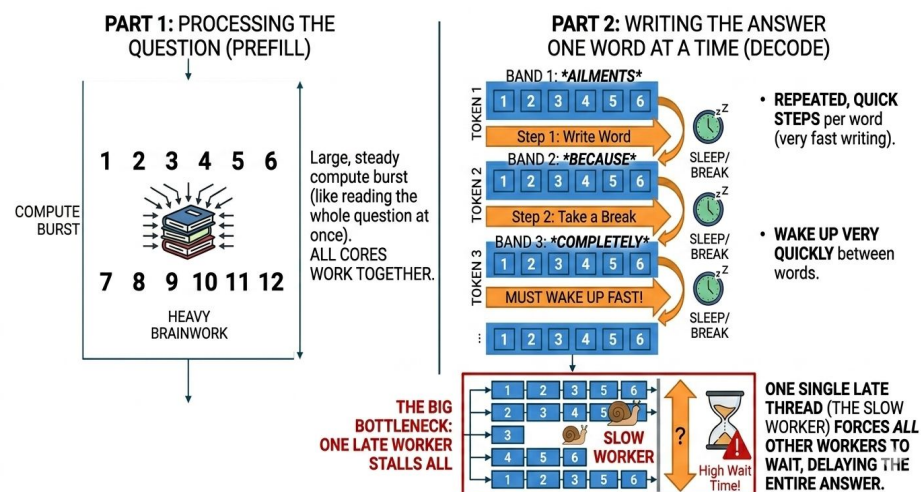 PART 1: PROCESSING THE
QUESTION (PREFILL)
1 2 3 4 5 6
COMPUTE
BURST
7 8 9 10 11 12
HEAVY
BRAINWORK
Large, steady
compute burst
(like reading the
whole question at
once).
ALL CORES
WORK TOGETHER.
PART 2: WRITING THE ANSWER
ONE WORD AT A TIME (DECODE)
BAND 1: *AILMENTS*
TOKEN 1
1 2 3 4 5 6
Step 1: Write Word
zZ
SLEEP/
BREAK
BAND 2: *BECAUSE*
TOKEN 2
1 2 3 4 5 6
Step 2: Take a Break
zZ
SLEEP/
BREAK
BAND 3: *COMPLETELY*
TOKEN 3
1 2 3 4 5 6
MUST WAKE UP FAST!
zZ
SLEEP/
BREAK
...
1 2 3 4 5 6
• REPEATED, QUICK
STEPS per word
(very fast writing).
• WAKE UP VERY
QUICKLY between
words.
THE BIG
BOTTLENECK:
ONE LATE WORKER
STALLS ALL
1 2 3 5 6
2 3 4 5
3
4 5 6
1 2 3 5 6
SLOW
WORKER
?
High Wait
Time!
ONE SINGLE LATE
THREAD (THE SLOW
WORKER) FORCES ALL
OTHER WORKERS TO
WAIT, DELAYING THE
ENTIRE ANSWER.